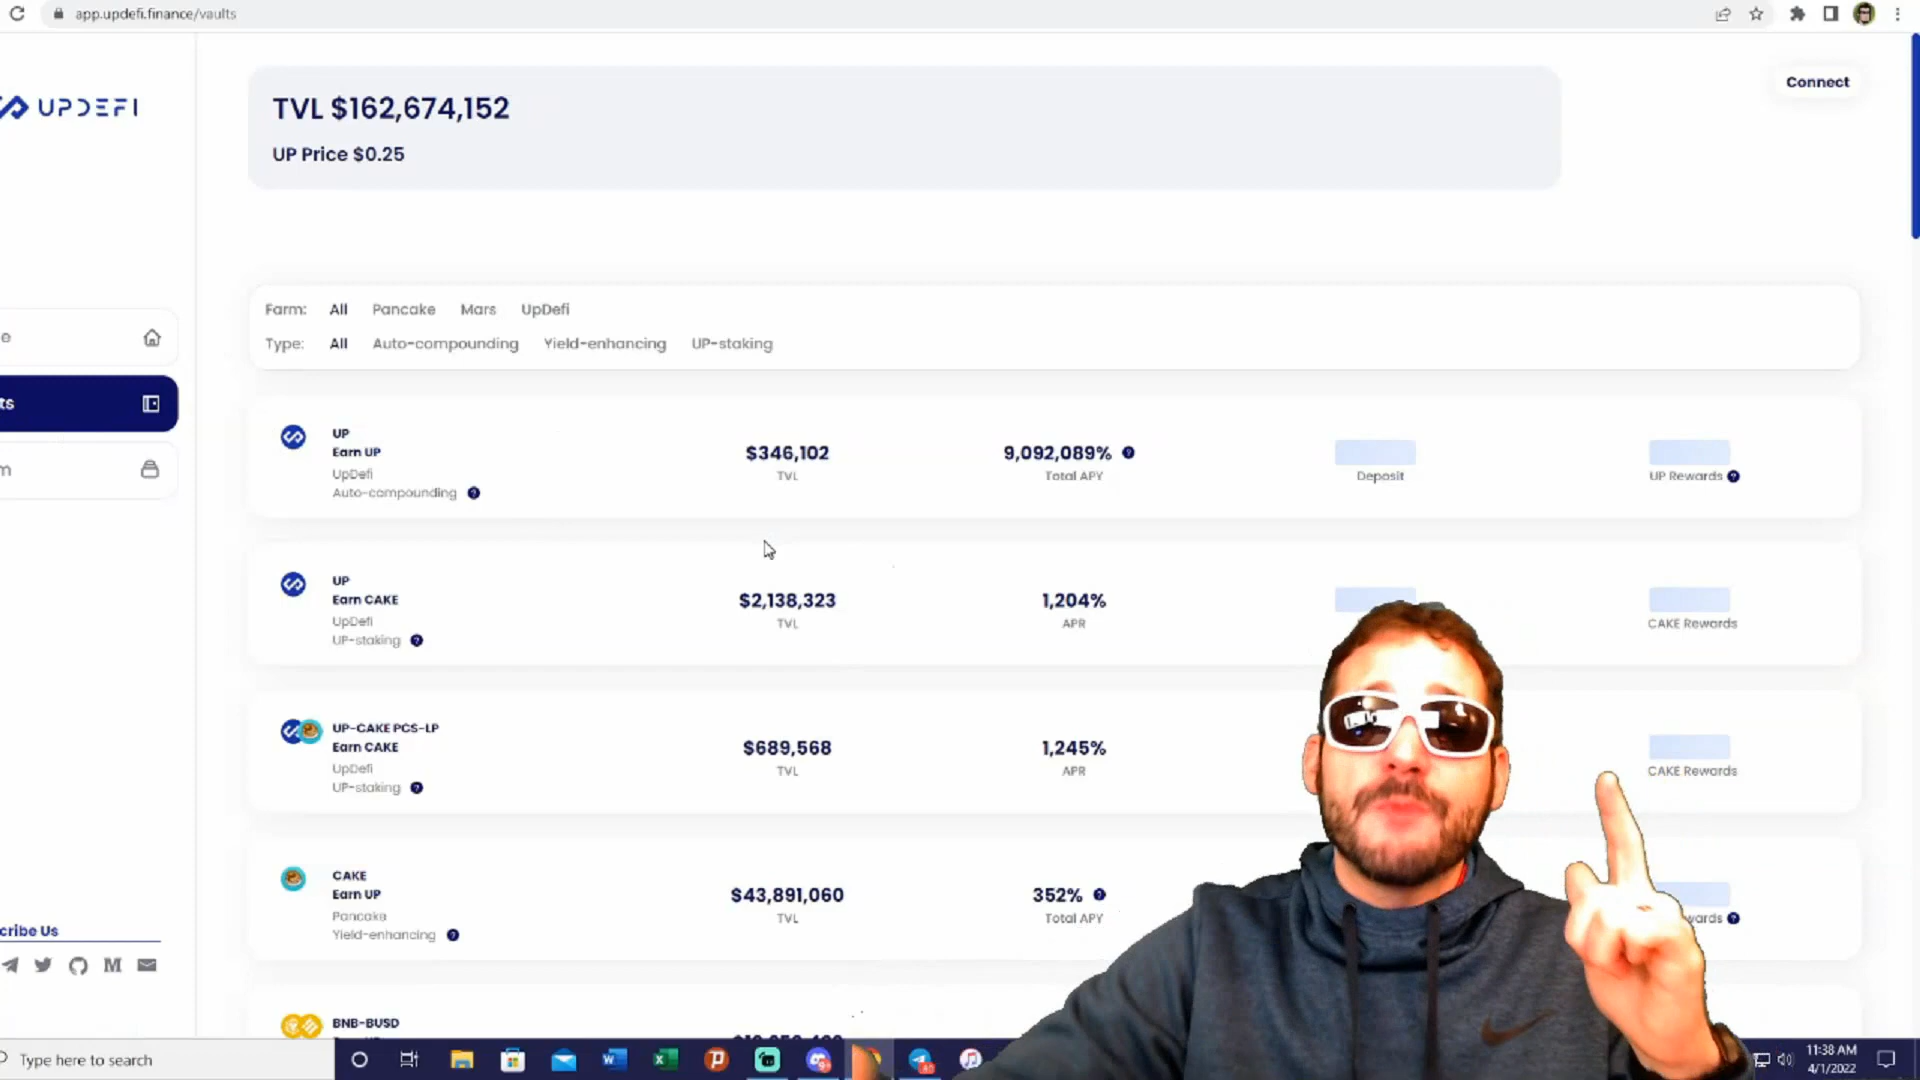 app.updefi.finance/vaults
UPDEFI
TVL $162,674,152
UP Price $0.25
Connect
Farm: All Pancake Mars UpDefi
Type: All Auto-compounding Yield-enhancing UP-staking
UP
Earn UP
UpDefi
Auto-compounding
$346,102
TVL
9,092,089%
Total APY
Deposit
UP Rewards
UP
Earn CAKE
UpDefi
UP-staking
$2,138,323
TVL
1,204%
APR
CAKE Rewards
UP-CAKE PCS-LP
Earn CAKE
UpDefi
UP-staking
$689,568
TVL
1,245%
APR
CAKE Rewards
CAKE
Earn UP
Pancake
Yield-enhancing
$43,891,060
TVL
352%
Total APY
wards
BNB-BUSD
e
ts
m
cribe Us
Type here to search
11:38 AM
4/1/2022